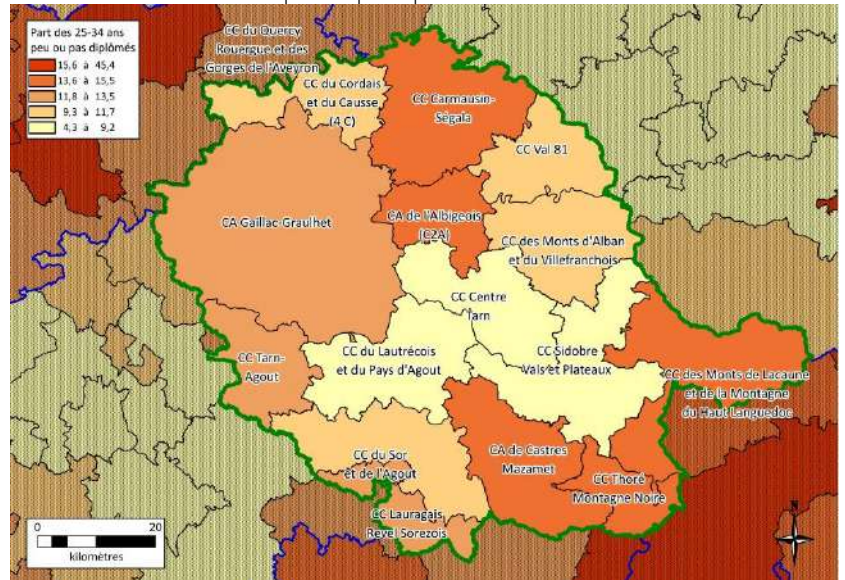 Part des 25-34 ans
peu ou pas diplômés
15,6 à 45,4
13,6 à 15,5
11,8 à 13,5
9,3 à 11,7
4,3 à 9,2
CC du Quercy
Rouergue et des
Gorges de l'Aveyron
CC du Cordais
et du Causse
(4 C)
CC Carmausin-
Ségala
CC Val 81
CA Gaillac-Graulhet
CA de l'Albigeois
(C2A)
CC des Monts d'Alban
et du Villefranchois
CC Centre
Tarn
CC Tarn-
Agout
CC du Lautrécois
et du Pays d'Agout
CC Sidobre
Vals et Plateaux
CC des Monts de Lacaune
et de la Montagne
du Haut Languedoc
CC du Sor
et de l'Agout
CA de Castres
Mazamet
CC Thoré
Montagne Noire
CC Lauragais
Revel Sorezois
0 20
kilomètres
N